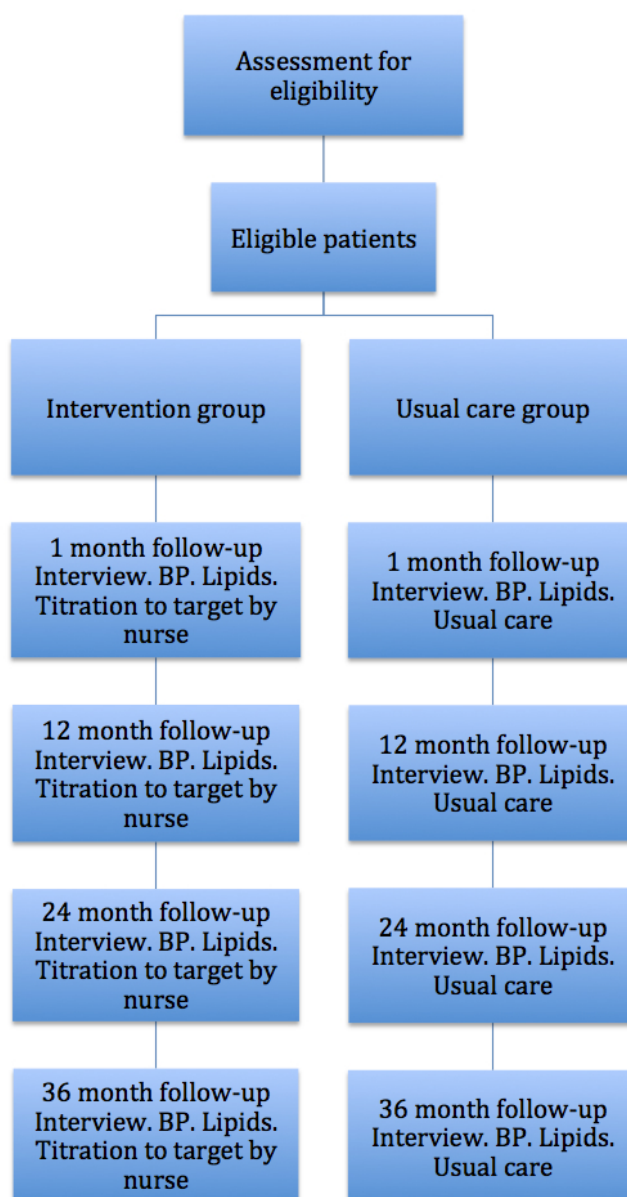 Assessment for
eligibility
Eligible patients
Intervention group
Usual care group
1 month follow-up
Interview. BP. Lipids.
Titration to target by
nurse
1 month follow-up
Interview. BP. Lipids.
Usual care
12 month follow-up
Interview. BP. Lipids.
Titration to target by
nurse
12 month follow-up
Interview. BP. Lipids.
Usual care
24 month follow-up
Interview. BP. Lipids.
Titration to target by
nurse
24 month follow-up
Interview. BP. Lipids.
Usual care
36 month follow-up
Interview. BP. Lipids.
Titration to target by
nurse
36 month follow-up
Interview. BP. Lipids.
Usual care